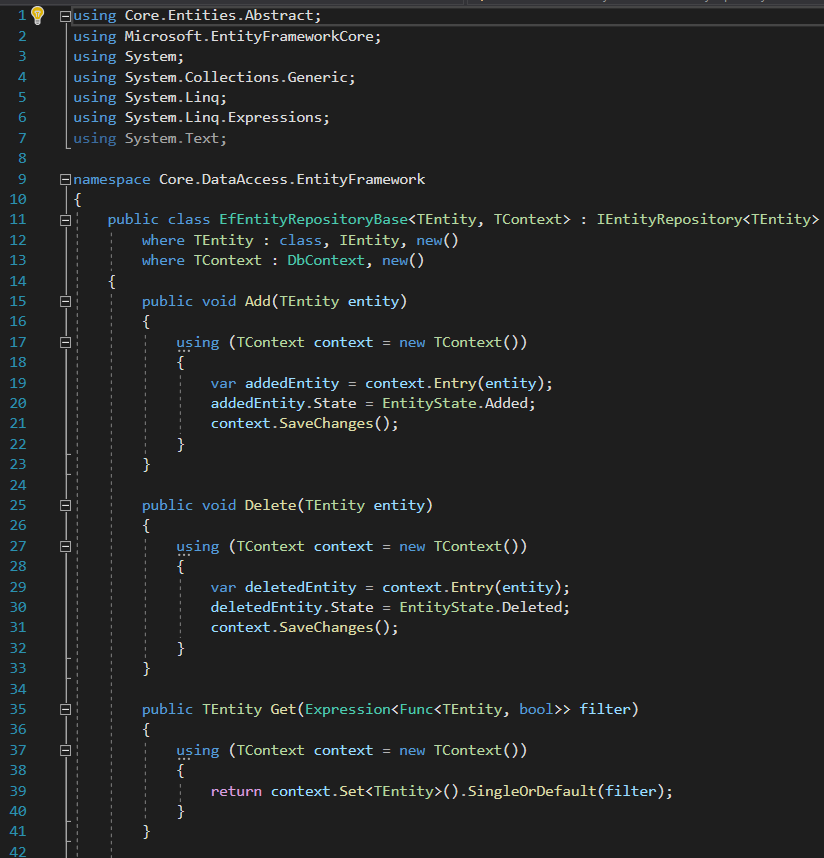 1 using Core.Entities.Abstract;
2 using Microsoft.EntityFrameworkCore;
3 using System;
4 using System.Collections.Generic;
5 using System.Linq;
6 using System.Linq.Expressions;
7 using System.Text;
8
9 namespace Core.DataAccess.EntityFramework
10 {
11     public class EfEntityRepositoryBase<TEntity, TContext> : IEntityRepository<TEntity>
12         where TEntity : class, IEntity, new()
13         where TContext : DbContext, new()
14     {
15         public void Add(TEntity entity)
16         {
17             using (TContext context = new TContext())
18             {
19                 var addedEntity = context.Entry(entity);
20                 addedEntity.State = EntityState.Added;
21                 context.SaveChanges();
22             }
23         }
24
25         public void Delete(TEntity entity)
26         {
27             using (TContext context = new TContext())
28             {
29                 var deletedEntity = context.Entry(entity);
30                 deletedEntity.State = EntityState.Deleted;
31                 context.SaveChanges();
32             }
33         }
34
35         public TEntity Get(Expression<Func<TEntity, bool>> filter)
36         {
37             using (TContext context = new TContext())
38             {
39                 return context.Set<TEntity>().SingleOrDefault(filter);
40             }
41         }
42